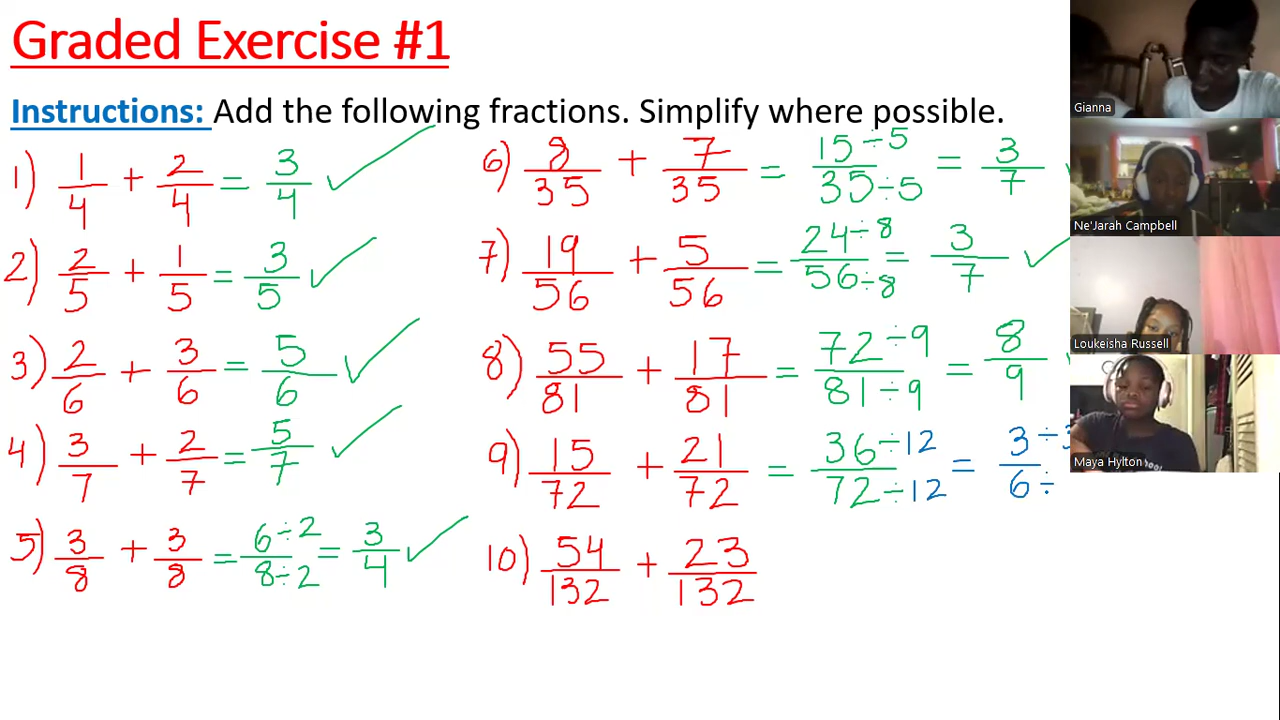 Graded Exercise #1
Instructions: Add the following fractions. Simplify where possible.
1) 1/4 + 2/4 = 3/4
2) 2/5 + 1/5 = 3/5
3) 2/6 + 3/6 = 5/6
4) 3/7 + 2/7 = 5/7
5) 3/8 + 3/8 = 6÷2/8÷2 = 3/4
6) 8/35 + 7/35 = 15÷5/35÷5 = 3/7
7) 19/56 + 5/56 = 24÷8/56÷8 = 3/7
8) 55/81 + 17/81 = 72÷9/81÷9 = 8/9
9) 15/72 + 21/72 = 36÷12/72÷12 = 3÷3/6÷
10) 54/132 + 23/132
Gianna
Ne'Jarah Campbell
Loukeisha Russell
Maya Hylton